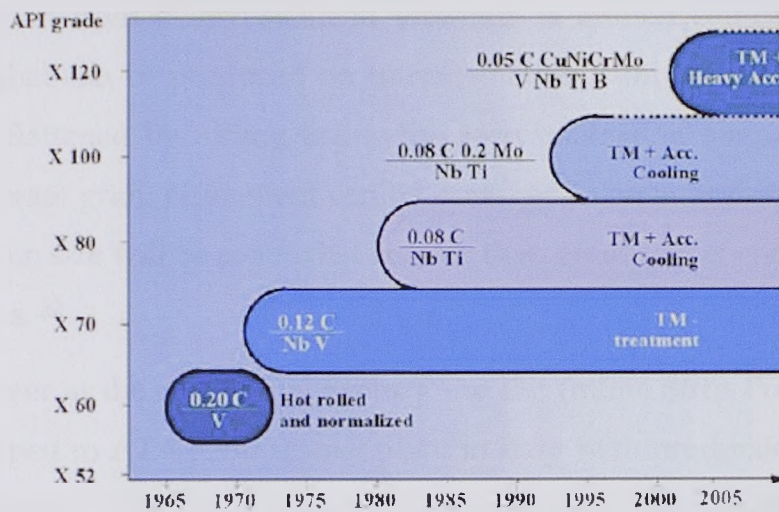 API grade
X 120
0.05 C CuNiCrMo
V Nb Ti B
TM +
Heavy Acc.
X 100
0.08 C 0.2 Mo
Nb Ti
TM + Acc.
Cooling
X 80
0.08 C
Nb Ti
TM + Acc.
Cooling
X 70
0.12 C
Nb V
TM -
treatment
X 60
0.20 C
V
Hot rolled
and normalized
X 52
1965 1970 1975 1980 1985 1990 1995 2000 2005